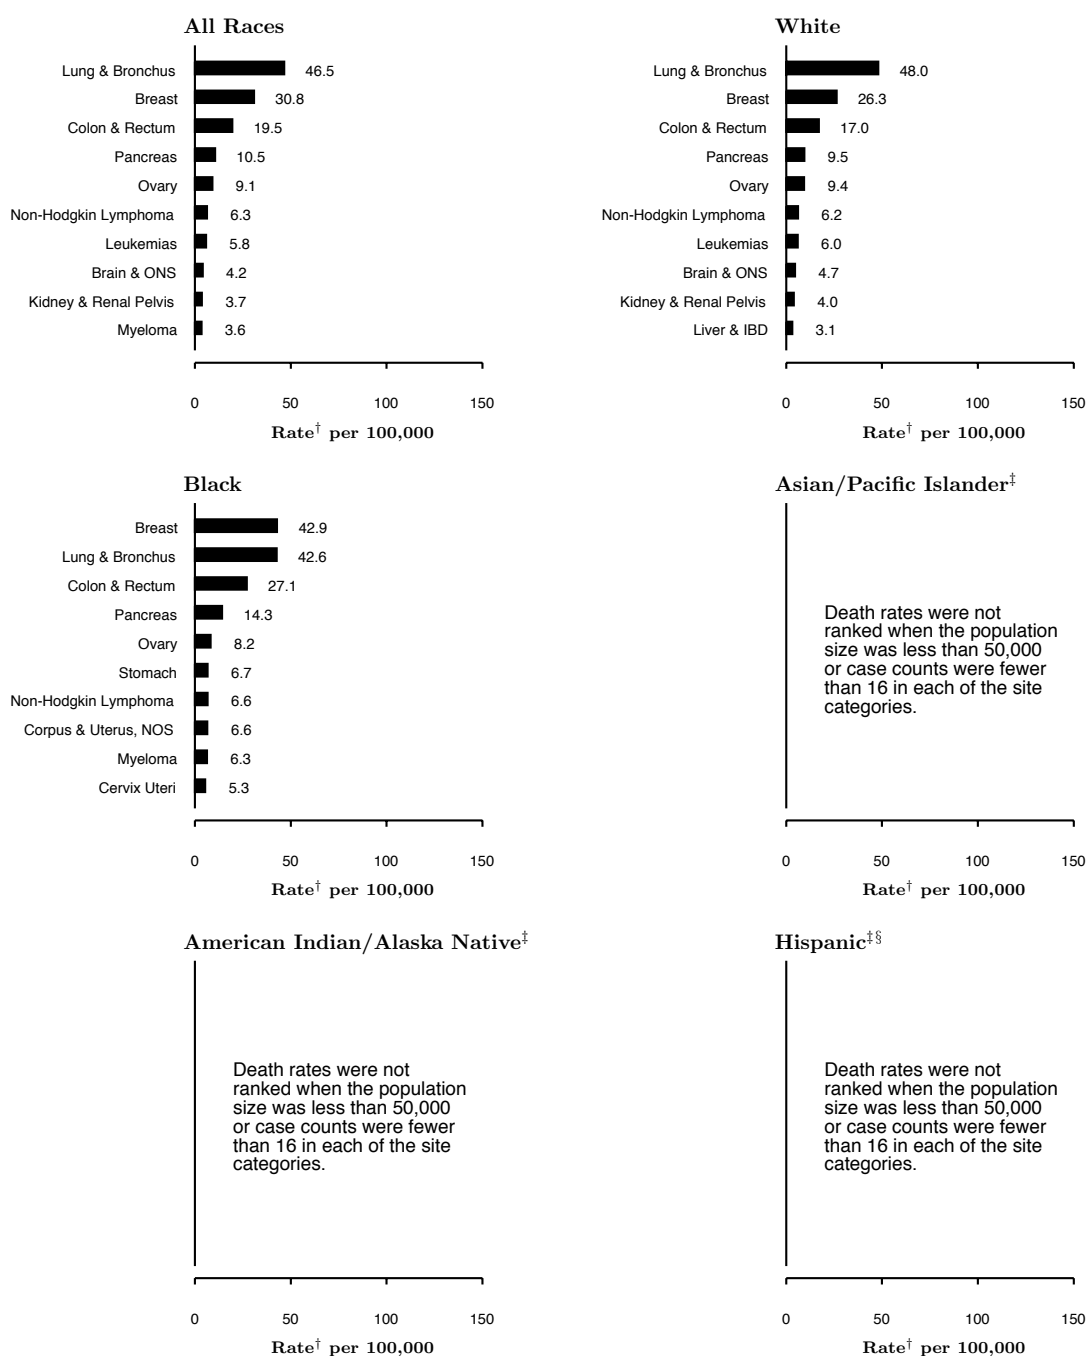 All Races
Lung & Bronchus 46.5
Breast 30.8
Colon & Rectum 19.5
Pancreas 10.5
Ovary 9.1
Non-Hodgkin Lymphoma 6.3
Leukemias 5.8
Brain & ONS 4.2
Kidney & Renal Pelvis 3.7
Myeloma 3.6
0 50 100 150
Rate† per 100,000
White
Lung & Bronchus 48.0
Breast 26.3
Colon & Rectum 17.0
Pancreas 9.5
Ovary 9.4
Non-Hodgkin Lymphoma 6.2
Leukemias 6.0
Brain & ONS 4.7
Kidney & Renal Pelvis 4.0
Liver & IBD 3.1
0 50 100 150
Rate† per 100,000
Black
Breast 42.9
Lung & Bronchus 42.6
Colon & Rectum 27.1
Pancreas 14.3
Ovary 8.2
Stomach 6.7
Non-Hodgkin Lymphoma 6.6
Corpus & Uterus, NOS 6.6
Myeloma 6.3
Cervix Uteri 5.3
0 50 100 150
Rate† per 100,000
Asian/Pacific Islander‡
Death rates were not
ranked when the population
size was less than 50,000
or case counts were fewer
than 16 in each of the site
categories.
0 50 100 150
Rate† per 100,000
American Indian/Alaska Native‡
Death rates were not
ranked when the population
size was less than 50,000
or case counts were fewer
than 16 in each of the site
categories.
0 50 100 150
Rate† per 100,000
Hispanic‡§
Death rates were not
ranked when the population
size was less than 50,000
or case counts were fewer
than 16 in each of the site
categories.
0 50 100 150
Rate† per 100,000